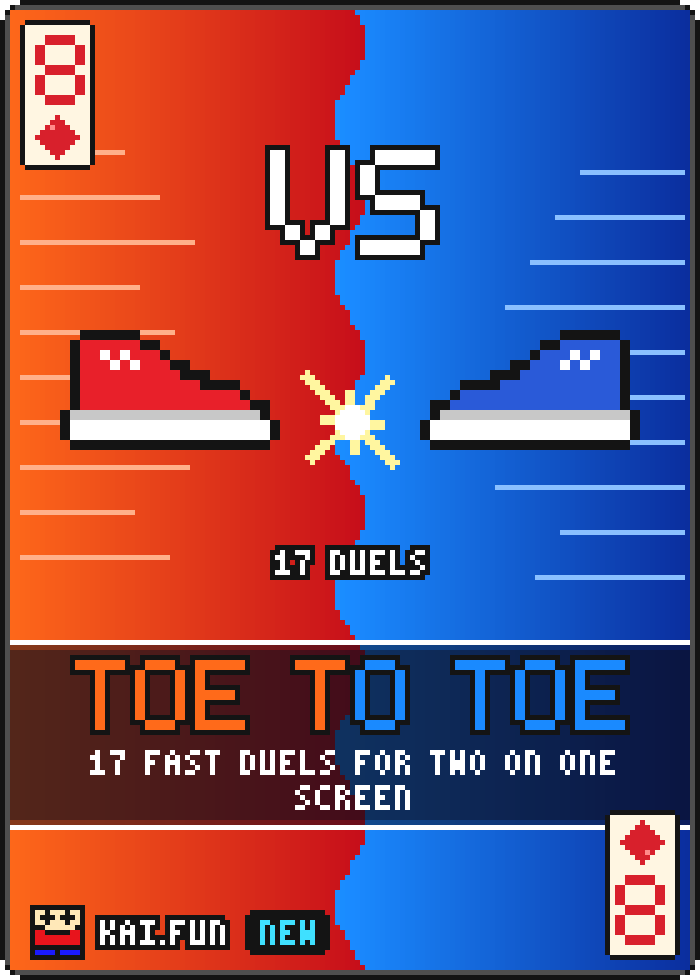 8
VS
17 DUELS
TOE TO TOE
17 FAST DUELS FOR TWO ON ONE
SCREEN
KAI.FUN NEW
8